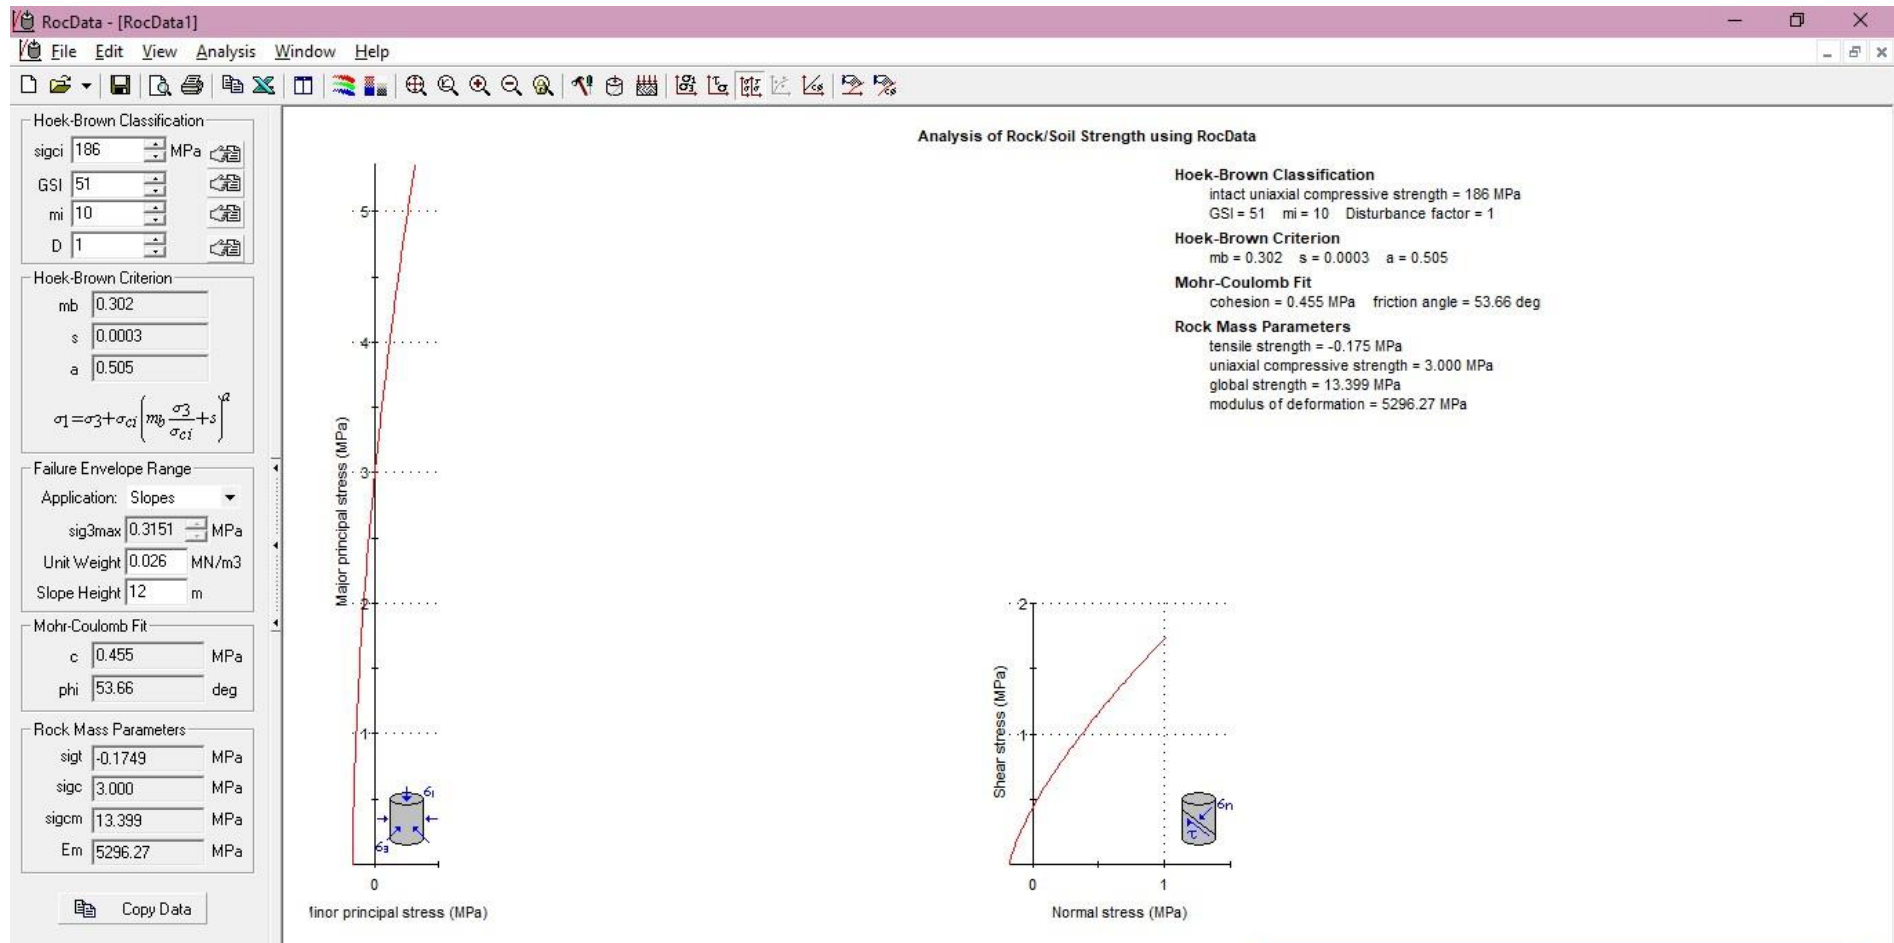 RocData - [RocData1]
File Edit View Analysis Window Help
Hoek-Brown Classification
sigci 186 MPa
GSI 51
mi 10
D 1
Hoek-Brown Criterion
mb 0.302
s 0.0003
a 0.505
σ1=σ3+σci(mb σ3/σci+s)^a
Failure Envelope Range
Application: Slopes
sig3max 0.3151 MPa
Unit Weight 0.026 MN/m3
Slope Height 12 m
Mohr-Coulomb Fit
c 0.455 MPa
phi 53.66 deg
Rock Mass Parameters
sigt -0.1749 MPa
sigc 3.000 MPa
sigcm 13.399 MPa
Em 5296.27 MPa
Copy Data
Analysis of Rock/Soil Strength using RocData
Hoek-Brown Classification
intact uniaxial compressive strength = 186 MPa
GSI = 51 mi = 10 Disturbance factor = 1
Hoek-Brown Criterion
mb = 0.302 s = 0.0003 a = 0.505
Mohr-Coulomb Fit
cohesion = 0.455 MPa friction angle = 53.66 deg
Rock Mass Parameters
tensile strength = -0.175 MPa
uniaxial compressive strength = 3.000 MPa
global strength = 13.399 MPa
modulus of deformation = 5296.27 MPa
Major principal stress (MPa)
5
4
3
2
1
0
σ1
σ3
linor principal stress (MPa)
Shear stress (MPa)
2
1
0 1
σn
τ
Normal stress (MPa)